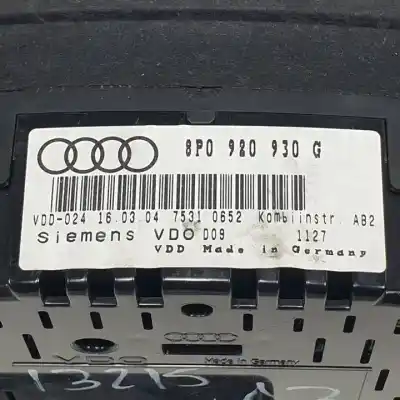 8P0 920 930 G
VDD-024 16.03.04 7531 0652 Kombiinstr. AB2
Siemens VDO D09 1127
VDD Made in Germany
VDO Made in Germany
13215 A3